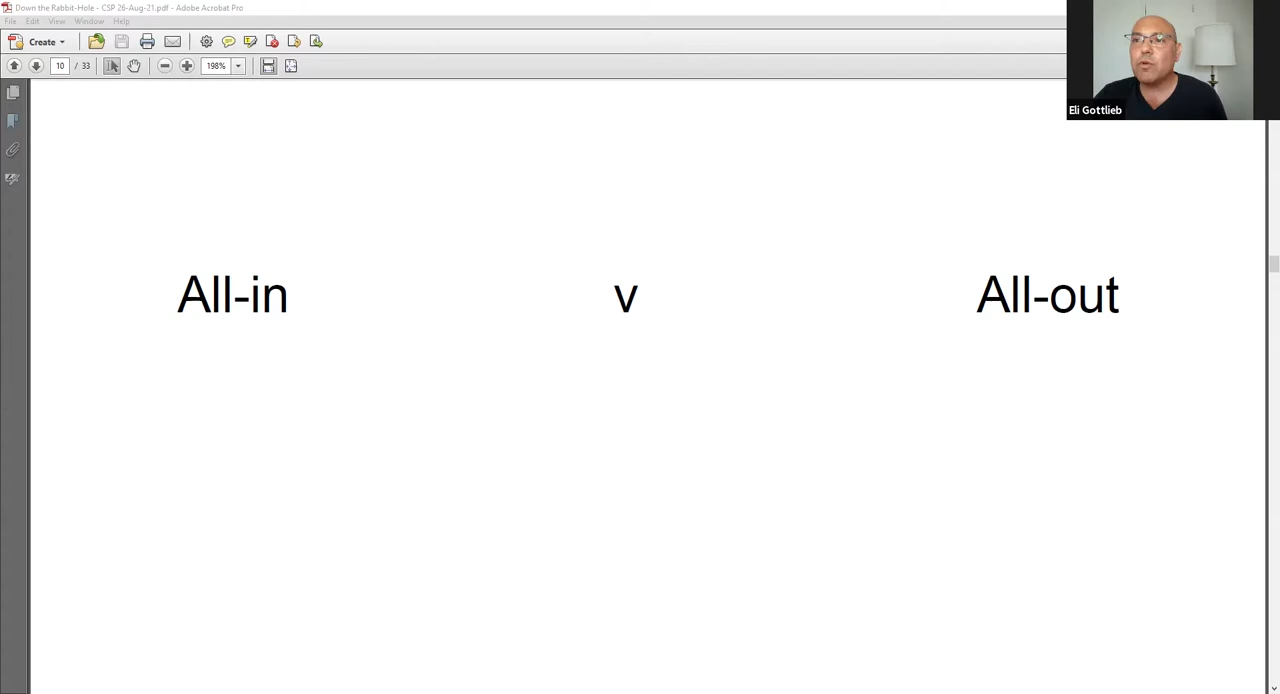 Down the Rabbit-Hole - CSP 26-Aug-21.pdf - Adobe Acrobat Pro
File Edit View Window Help
Create
10 / 33 198%
Eli Gottlieb
All-in v All-out